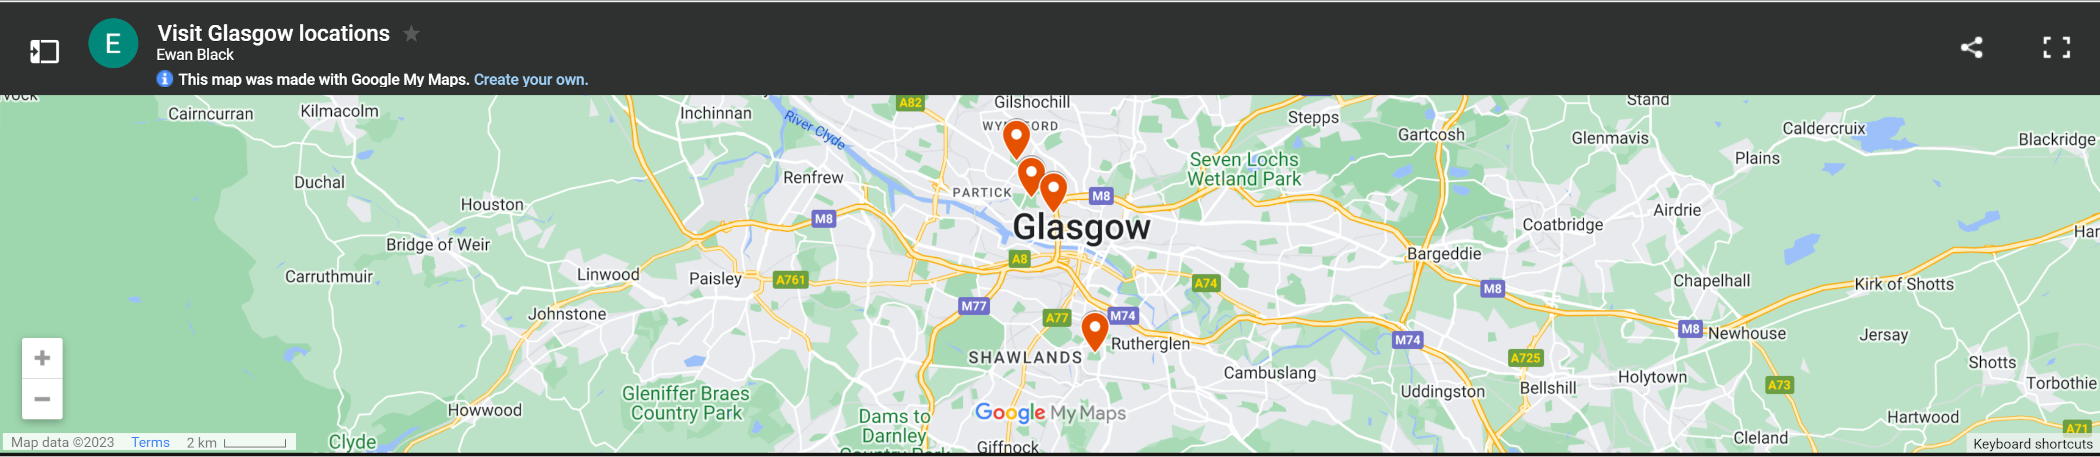 E
Visit Glasgow locations
Ewan Black
This map was made with Google My Maps. Create your own.
Cairncurran
Kilmacolm
Inchinnan
River Clyde
A82
Gilshochill
Stepps
Gartcosh
Stand
Glenmavis
Caldercruix
Blackridge
Plains
Seven Lochs
Wetland Park
Duchal
Renfrew
PARTICK
M8
Houston
M8
Glasgow
Airdrie
Coatbridge
Bridge of Weir
Carruthmuir
Linwood
Paisley
A761
A8
A74
Bargeddie
M8
Chapelhall
Kirk of Shotts
Johnstone
M77
A77
M74
Rutherglen
SHAWLANDS
M74
M8
Newhouse
Jersay
A725
Shotts
Cambuslang
Uddingston
Bellshill
Holytown
A73
Torbothie
Gleniffer Braes
Country Park
Howwood
Dams to
Darnley
Country Park
Google My Maps
Giffnock
Hartwood
Cleland
A71
Clyde
+
−
Map data ©2023
Terms
2 km
Keyboard shortcuts